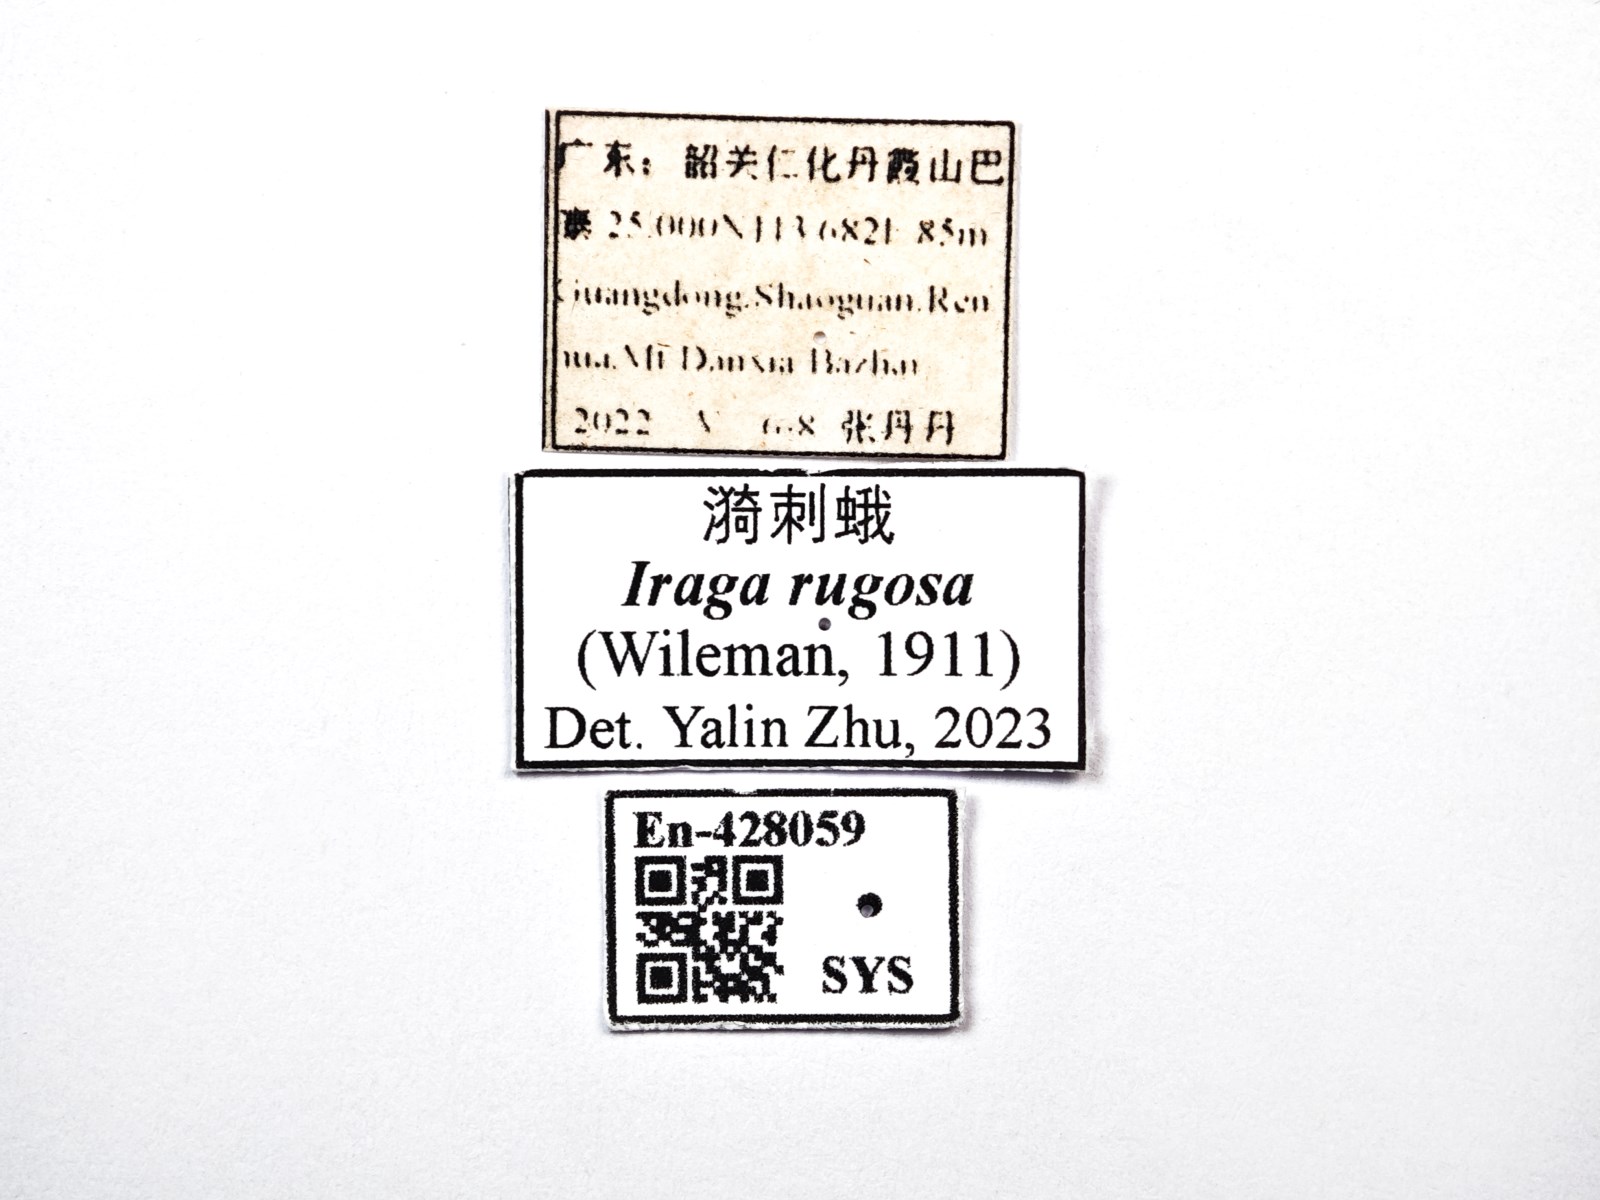 广东：韶关仁化丹霞山巴
寨 25.000N113.682E 85m
Guangdong.Shaoguan.Ren
hua.Mt Danxia Bazhai
2022 V 6-8 张丹丹
漪刺蛾
Iraga rugosa
(Wileman, 1911)
Det. Yalin Zhu, 2023
En-428059
SYS